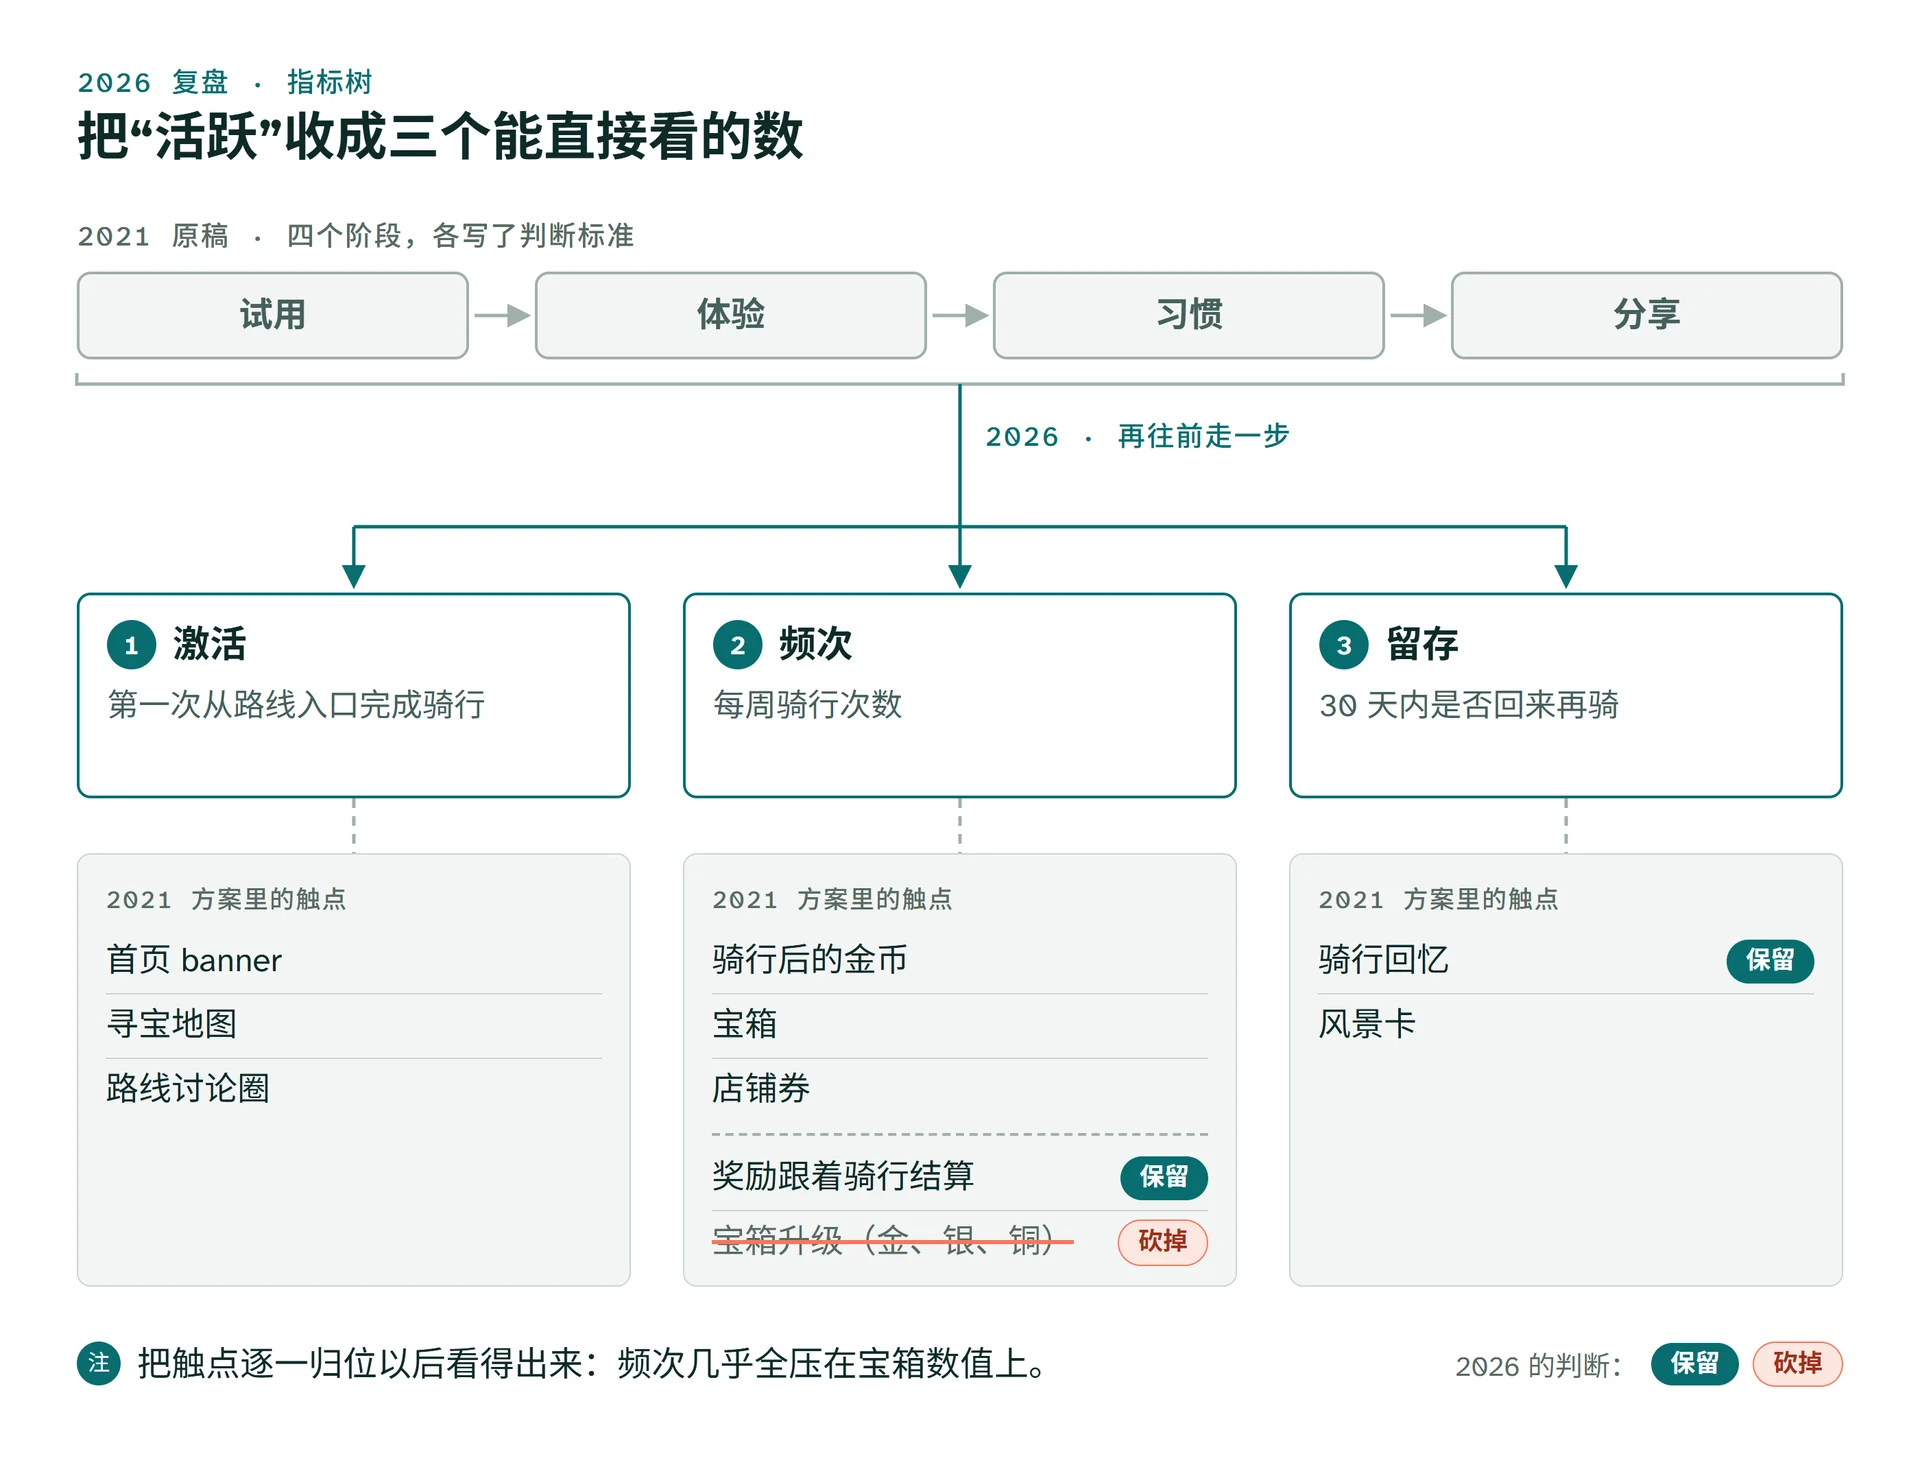 2026 复盘 · 指标树
把“活跃”收成三个能直接看的数
2021 原稿 · 四个阶段，各写了判断标准
试用
体验
习惯
分享
2026 · 再往前走一步
1 激活
第一次从路线入口完成骑行
2 频次
每周骑行次数
3 留存
30 天内是否回来再骑
2021 方案里的触点
首页 banner
寻宝地图
路线讨论圈
2021 方案里的触点
骑行后的金币
宝箱
店铺券
奖励跟着骑行结算 保留
宝箱升级（金、银、铜） 砍掉
2021 方案里的触点
骑行回忆 保留
风景卡
注 把触点逐一归位以后看得出来：频次几乎全压在宝箱数值上。
2026 的判断： 保留 砍掉